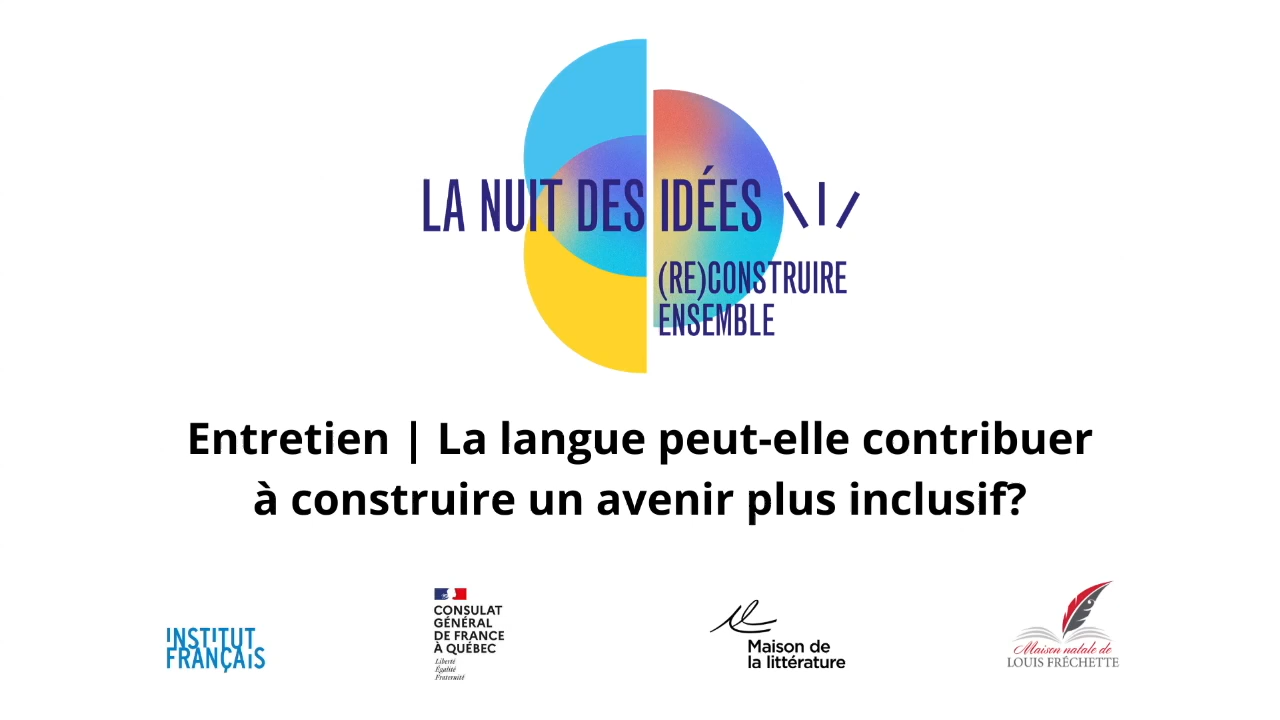 LA NUIT DES IDÉES
(RE)CONSTRUIRE
ENSEMBLE
Entretien | La langue peut-elle contribuer
à construire un avenir plus inclusif?
INSTITUT
FRANÇAIS
CONSULAT
GÉNÉRAL
DE FRANCE
À QUÉBEC
Liberté
Égalité
Fraternité
Maison de
la littérature
Maison natale de
LOUIS FRÉCHETTE